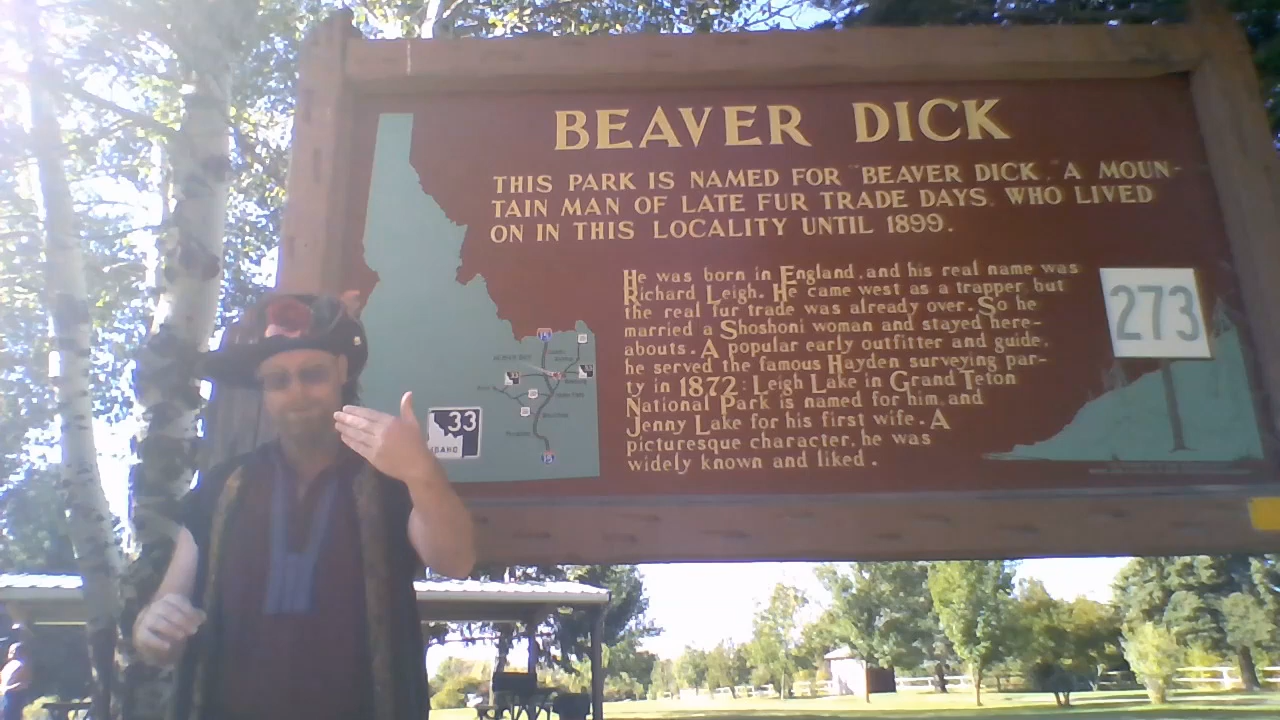 BEAVER DICK
THIS PARK IS NAMED FOR "BEAVER DICK," A MOUN-
TAIN MAN OF LATE FUR TRADE DAYS, WHO LIVED
ON IN THIS LOCALITY UNTIL 1899.
He was born in England, and his real name was
Richard Leigh. He came west as a trapper but
the real fur trade was already over. So he
married a Shoshoni woman and stayed here-
abouts. A popular early outfitter and guide,
he served the famous Hayden surveying par-
ty in 1872: Leigh Lake in Grand Teton
National Park is named for him, and
Jenny Lake for his first wife. A
picturesque character, he was
widely known and liked.
273
33
IDAHO
15